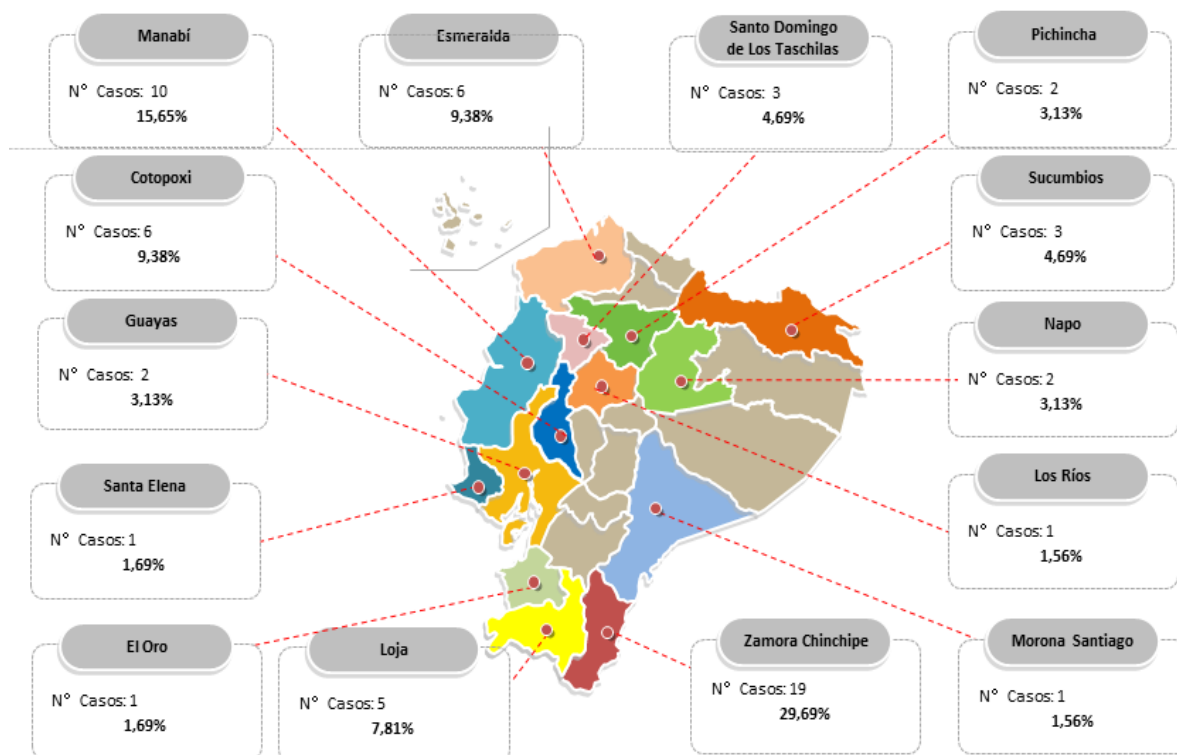 Manabí
N° Casos: 10
15,65%
Esmeralda
N° Casos: 6
9,38%
Santo Domingo
de Los Taschilas
N° Casos: 3
4,69%
Pichincha
N° Casos: 2
3,13%
Cotopoxi
N° Casos: 6
9,38%
Sucumbios
N° Casos: 3
4,69%
Guayas
N° Casos: 2
3,13%
Napo
N° Casos: 2
3,13%
Santa Elena
N° Casos: 1
1,69%
Los Ríos
N° Casos: 1
1,56%
El Oro
N° Casos: 1
1,69%
Loja
N° Casos: 5
7,81%
Zamora Chinchipe
N° Casos: 19
29,69%
Morona Santiago
N° Casos: 1
1,56%